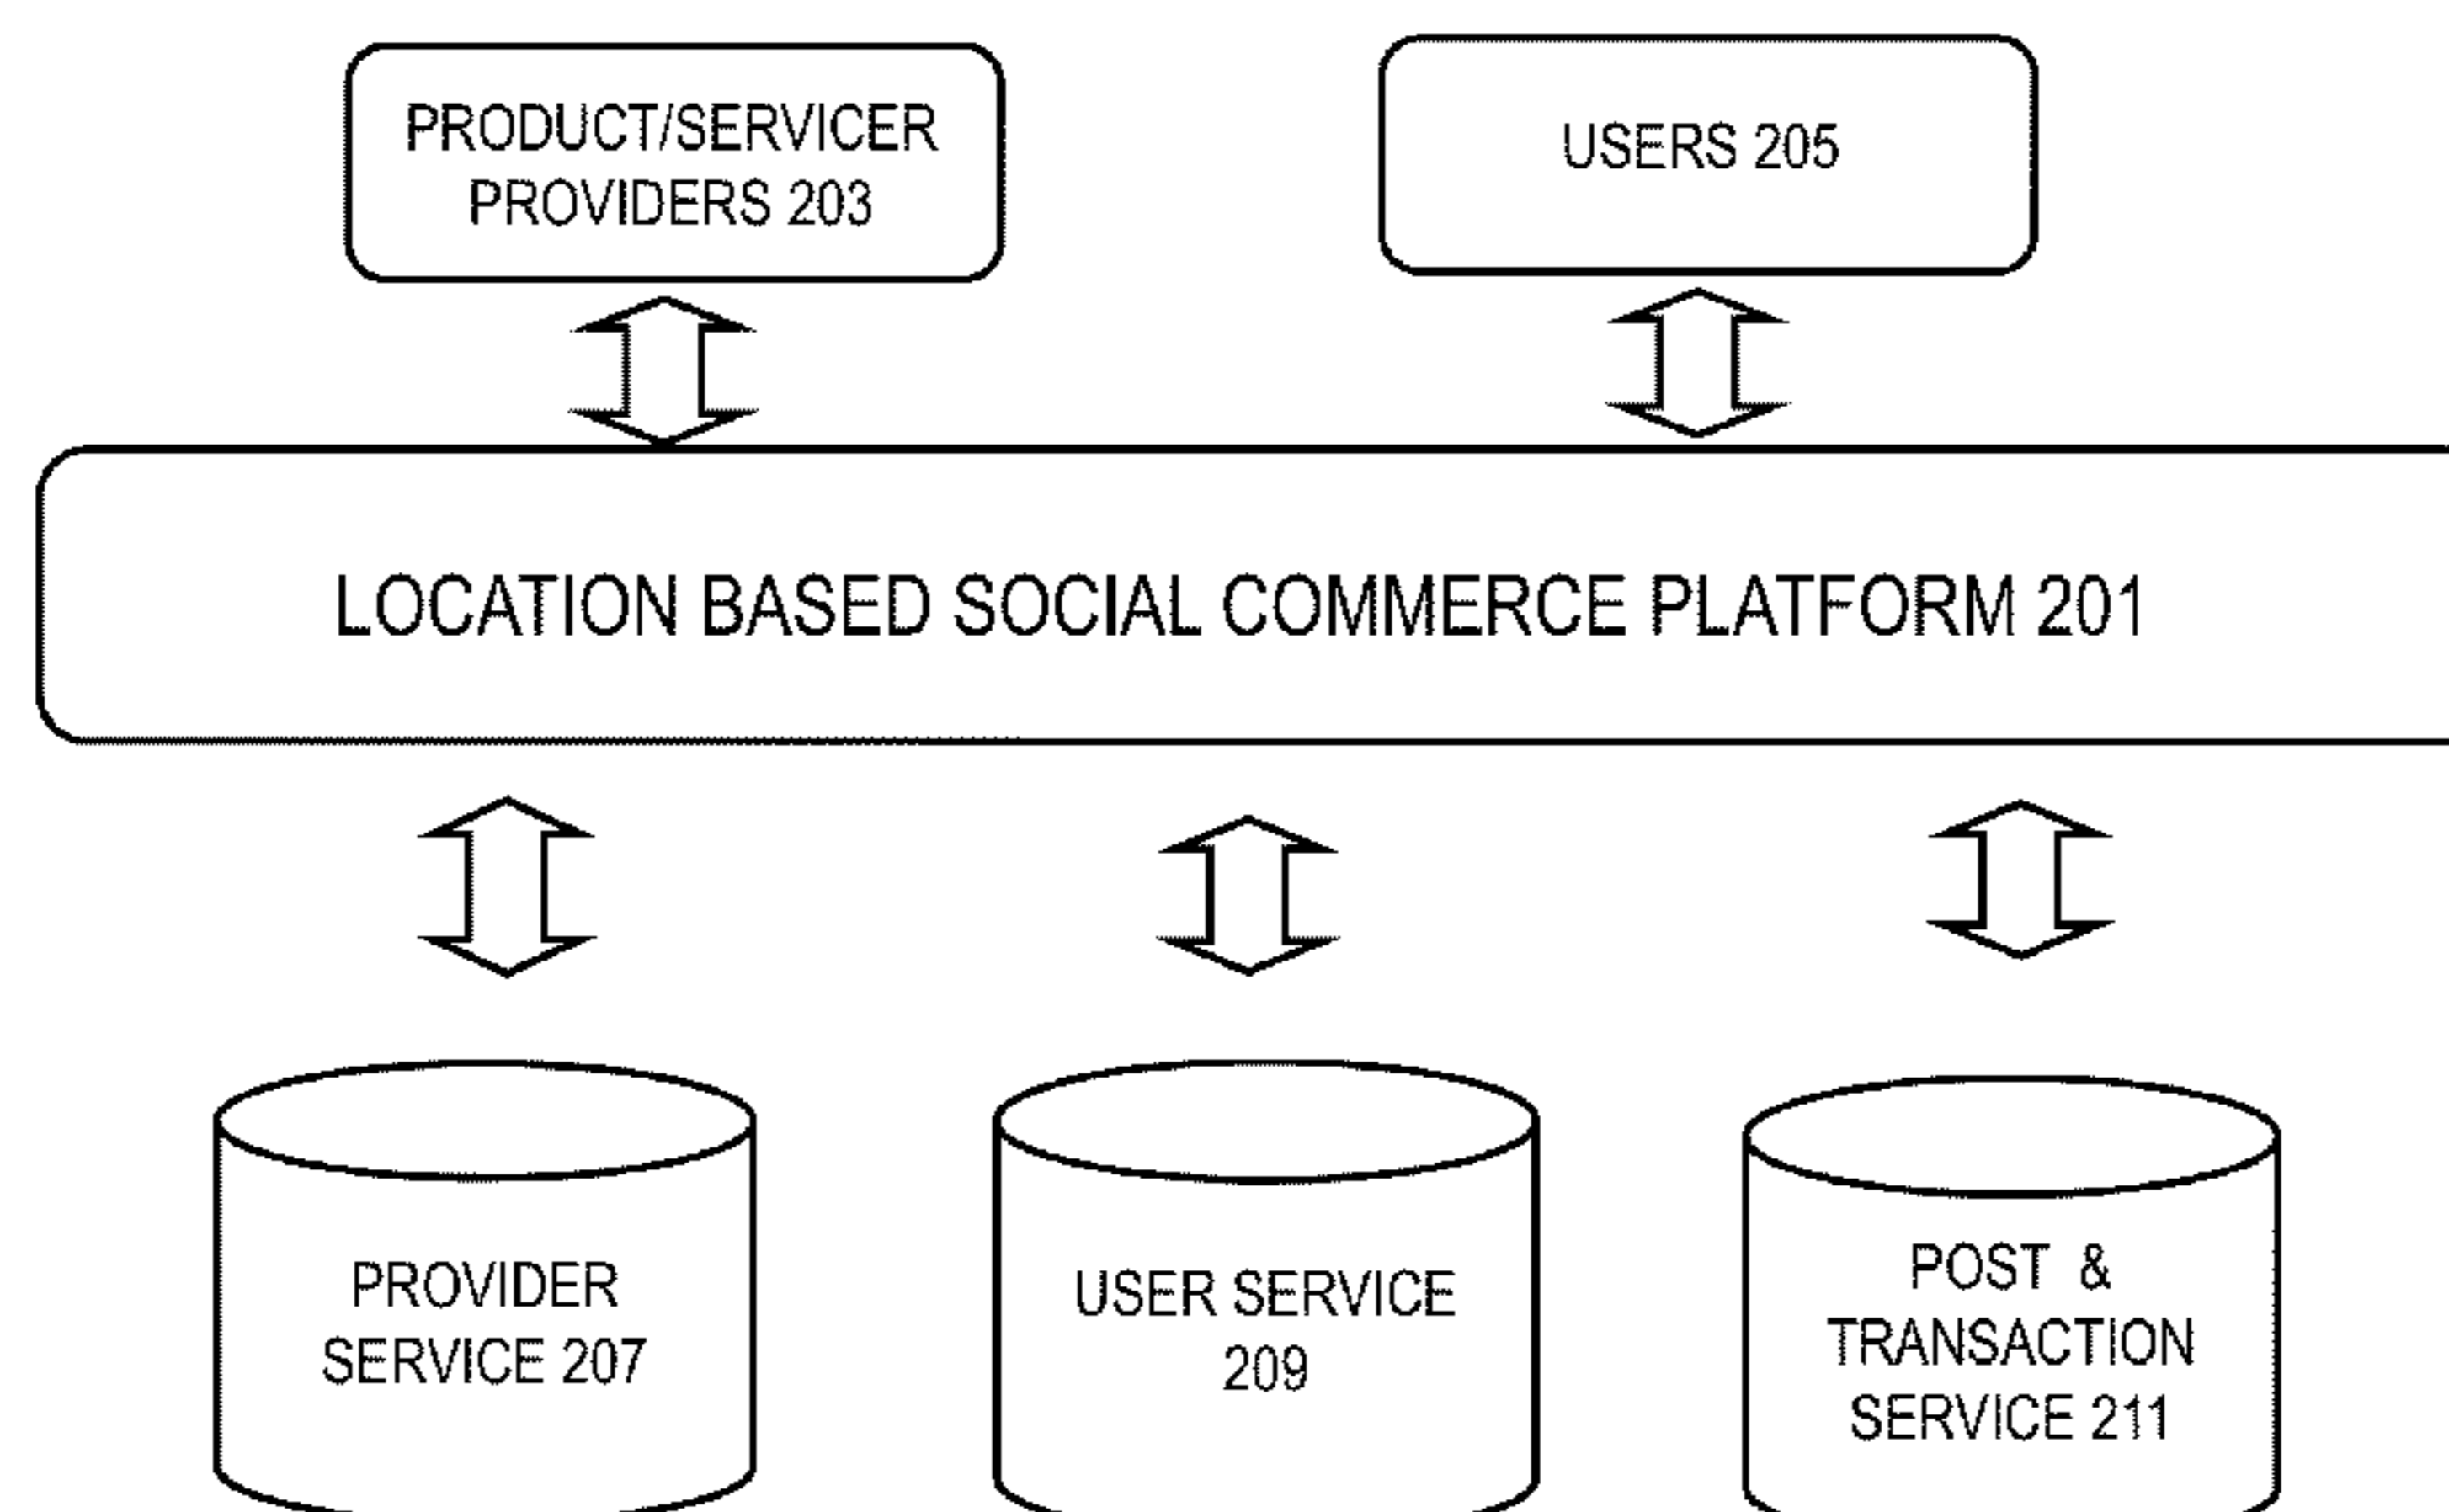 PRODUCT/SERVICER
PROVIDERS 203
USERS 205
LOCATION BASED SOCIAL COMMERCE PLATFORM 201
PROVIDER
SERVICE 207
USER SERVICE
209
POST &
TRANSACTION
SERVICE 211